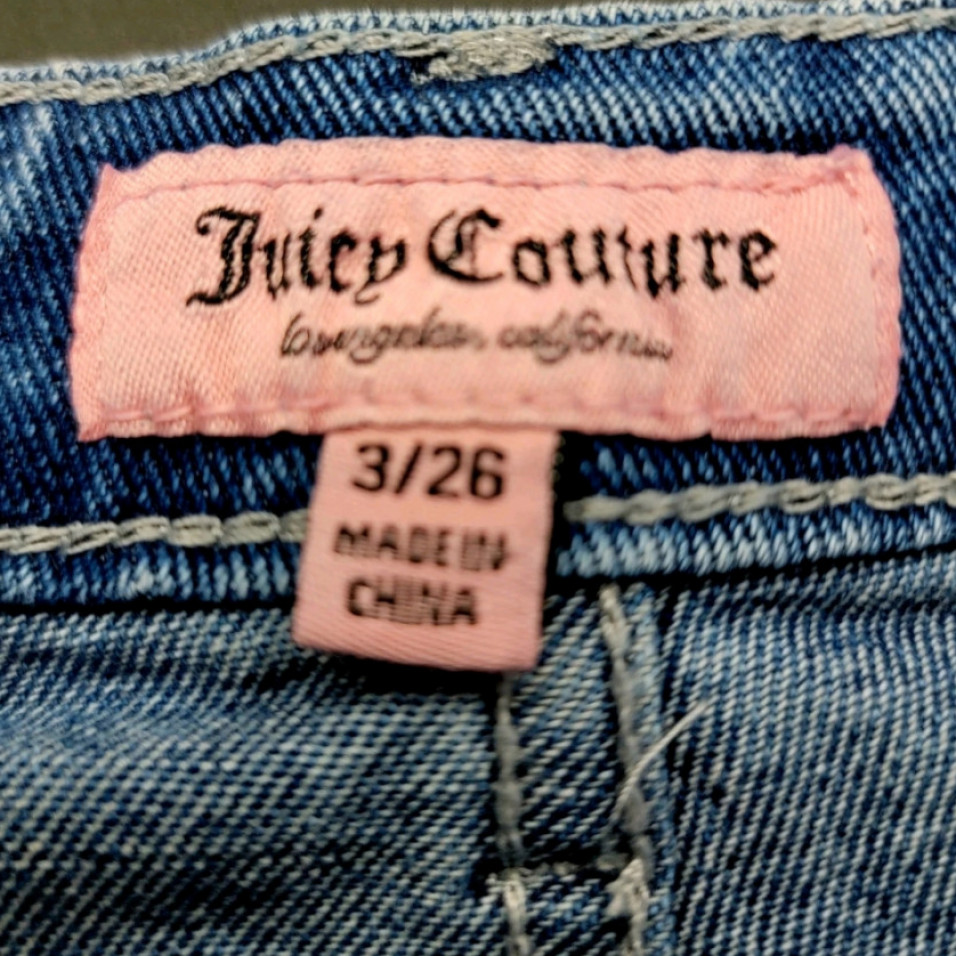 Juicy Couture
los angeles, california
3/26
MADE IN
CHINA